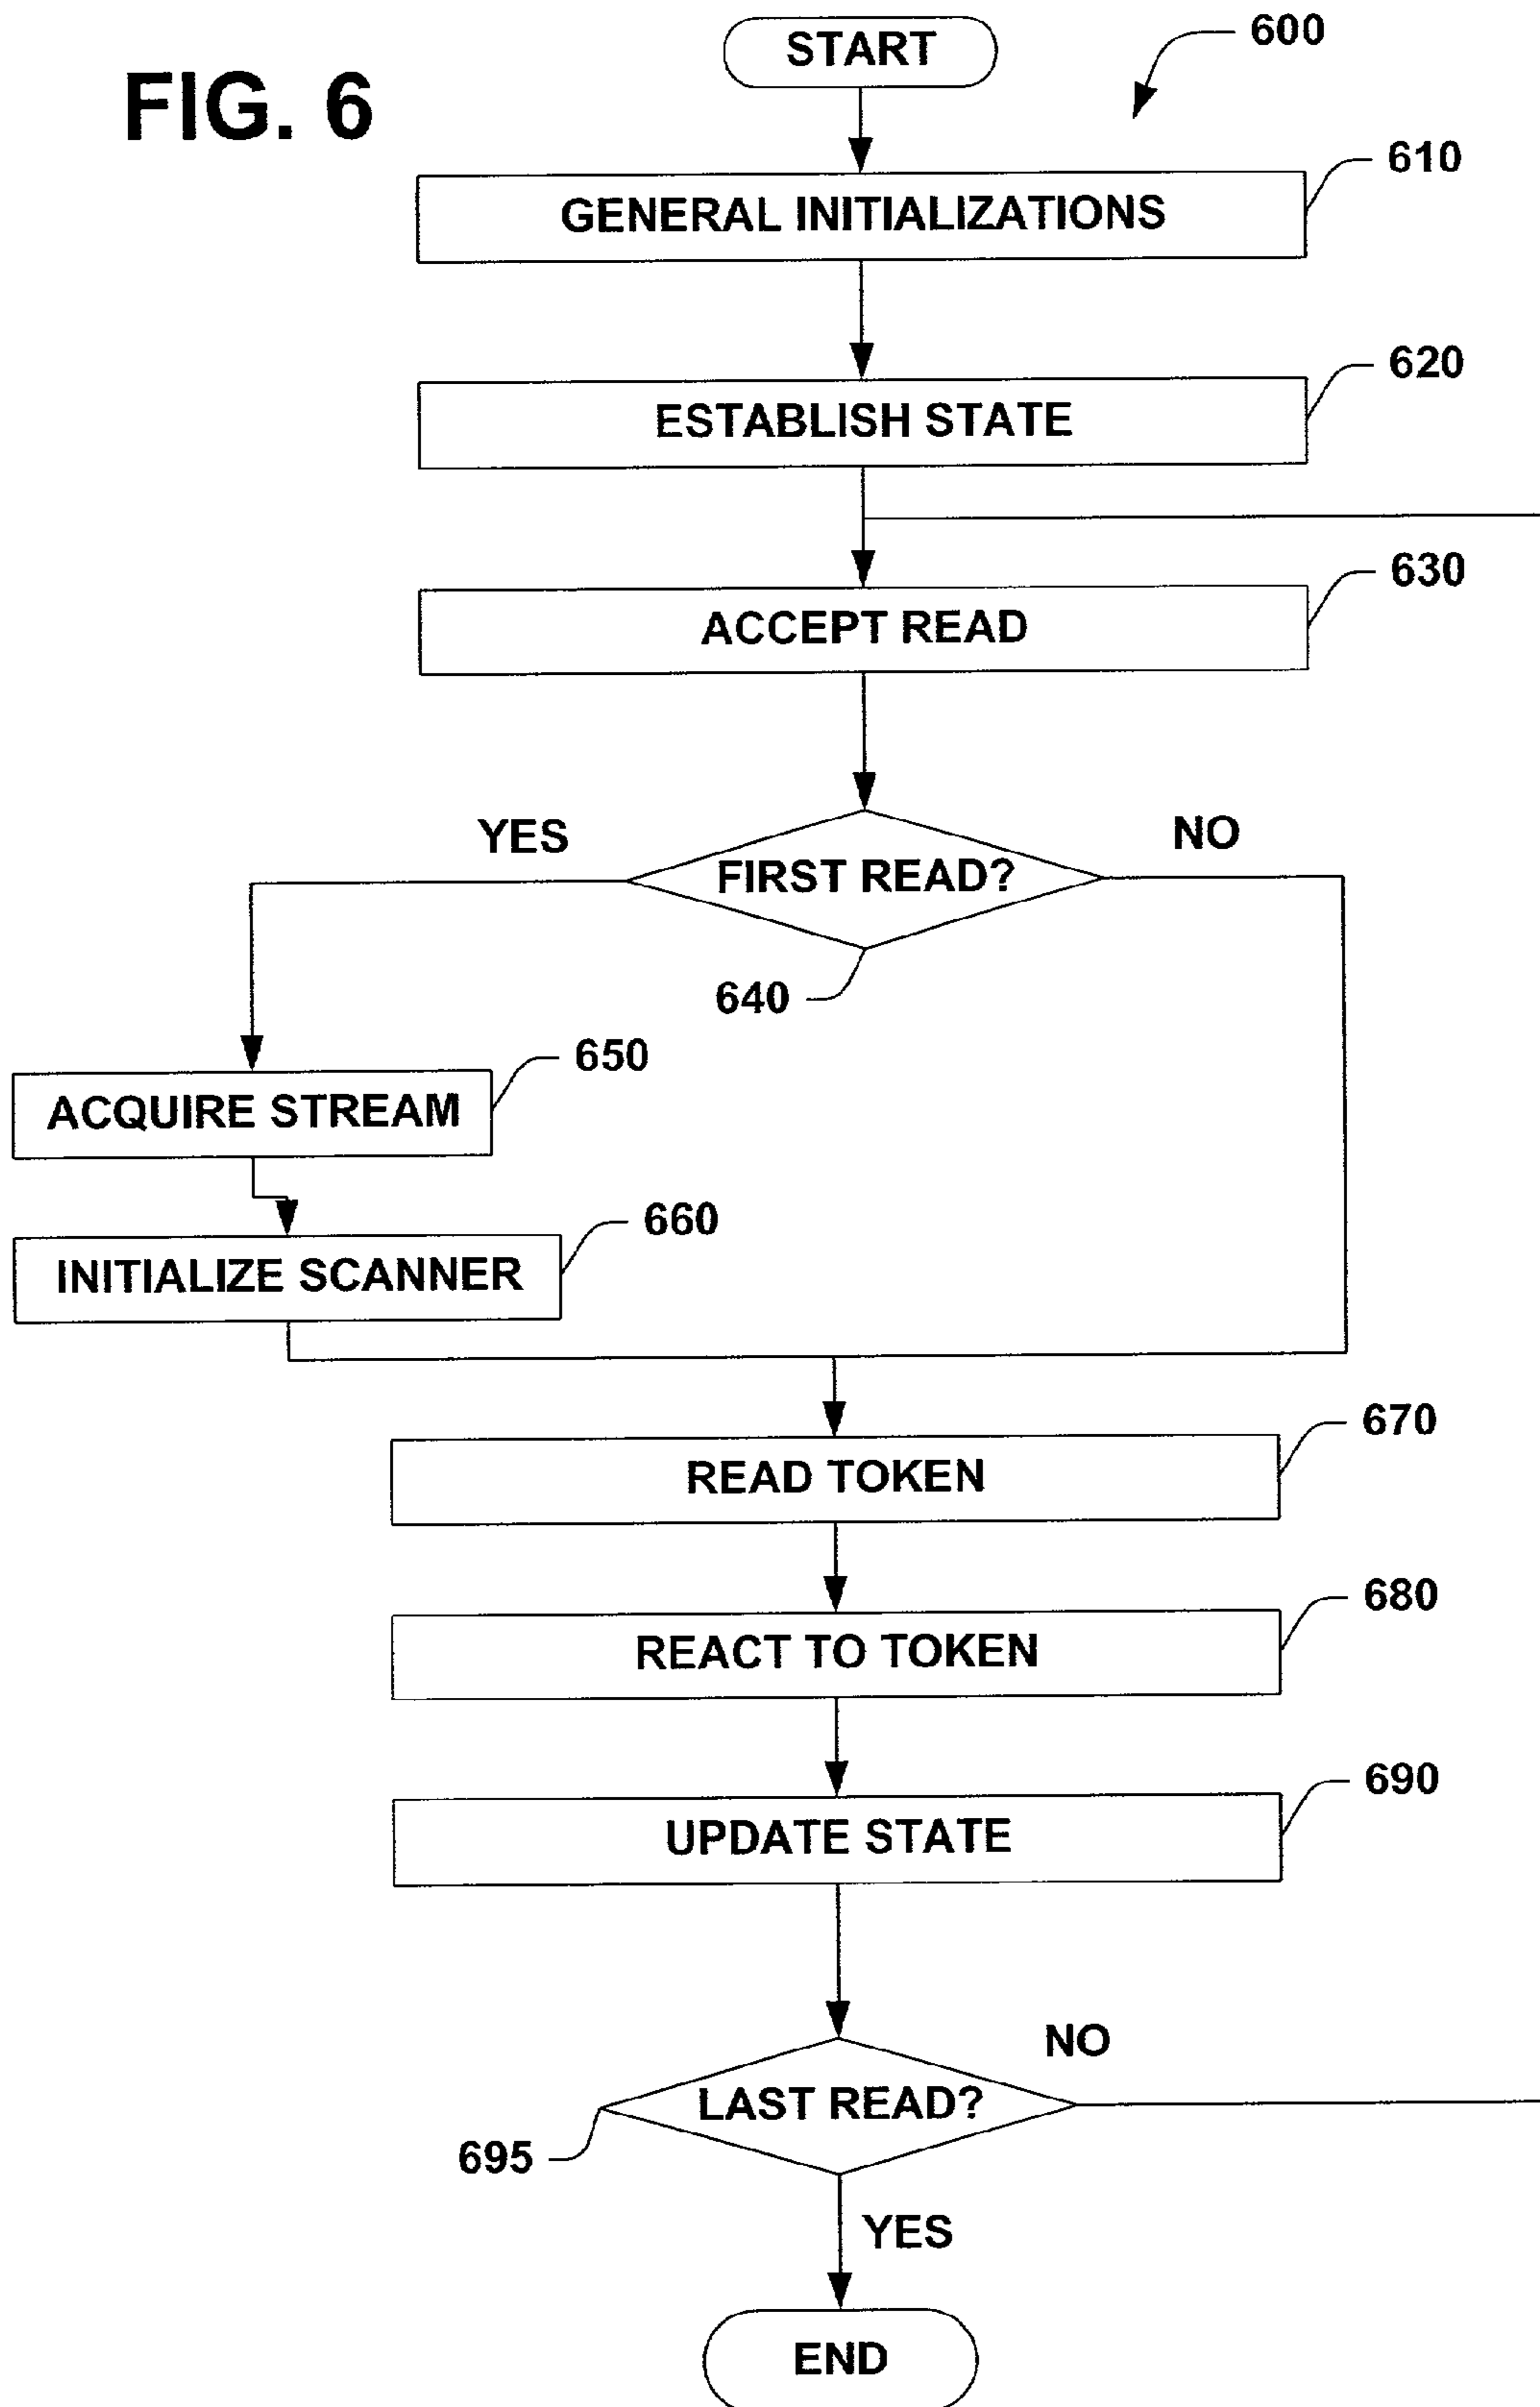 FIG. 6
START
600
610
GENERAL INITIALIZATIONS
620
ESTABLISH STATE
630
ACCEPT READ
YES
NO
FIRST READ?
640
650
ACQUIRE STREAM
660
INITIALIZE SCANNER
670
READ TOKEN
680
REACT TO TOKEN
690
UPDATE STATE
NO
LAST READ?
695
YES
END